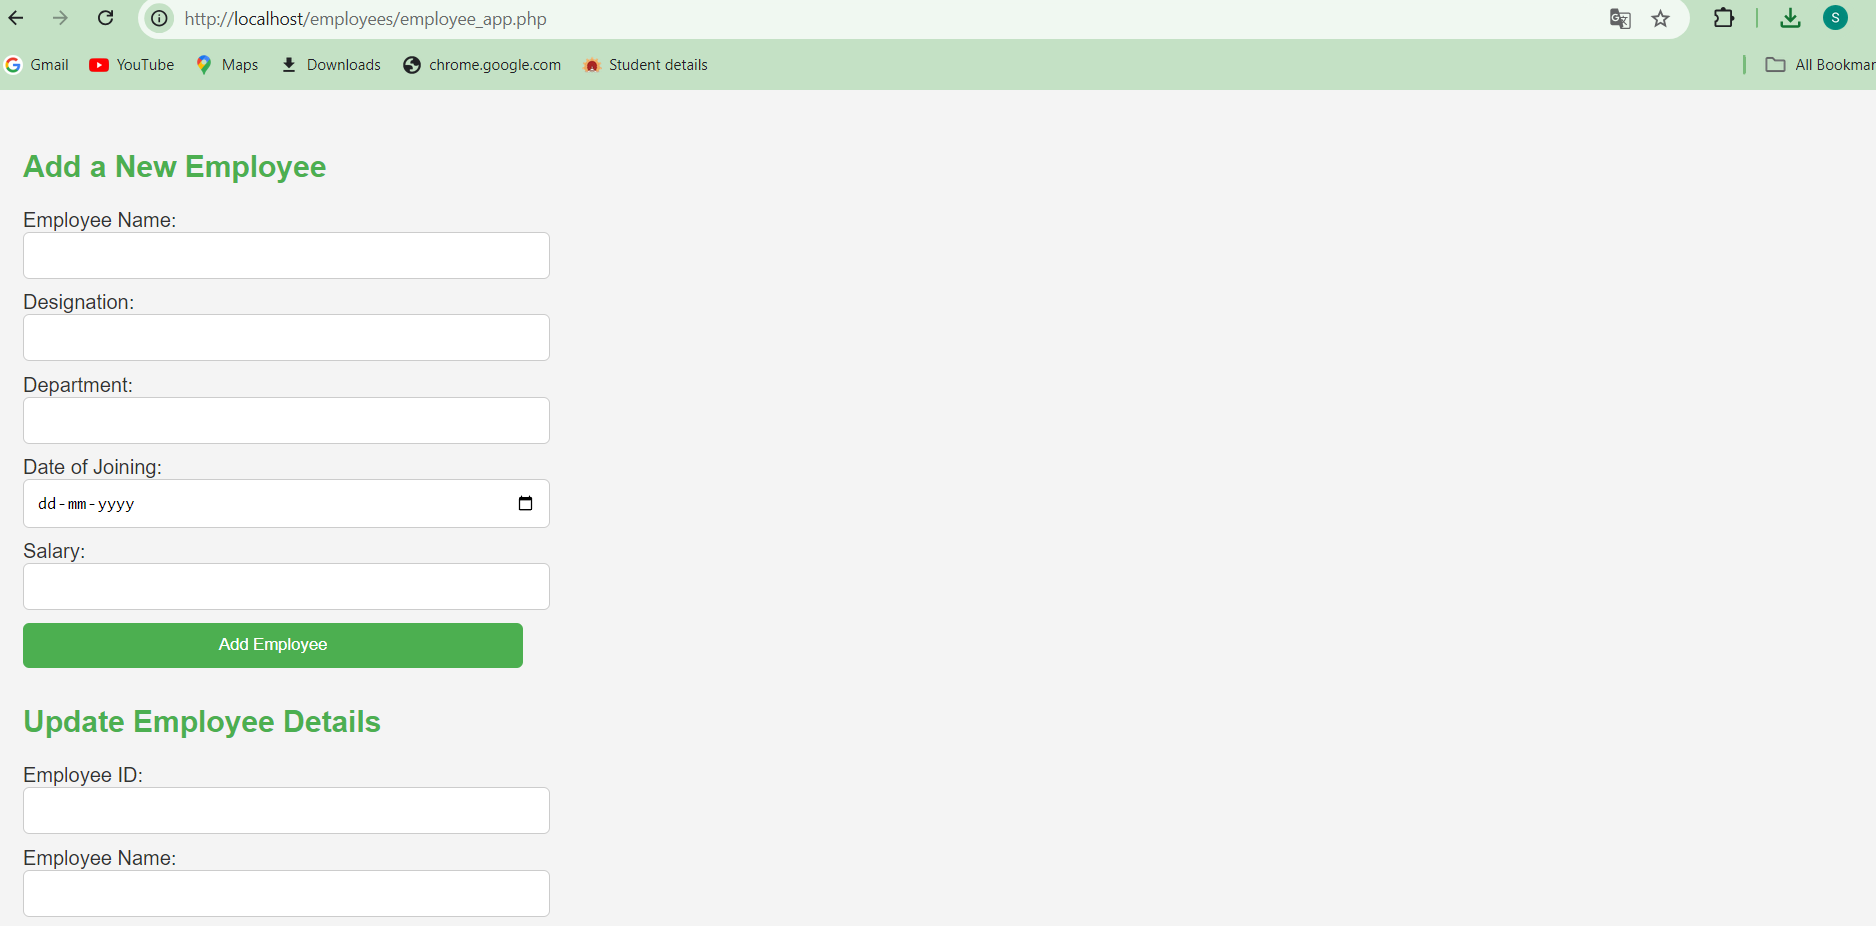 http://localhost/employees/employee_app.php
S
Gmail YouTube Maps Downloads chrome.google.com Student details All Bookmar
Add a New Employee
Employee Name:
Designation:
Department:
Date of Joining:
dd-mm-yyyy
Salary:
Add Employee
Update Employee Details
Employee ID:
Employee Name: